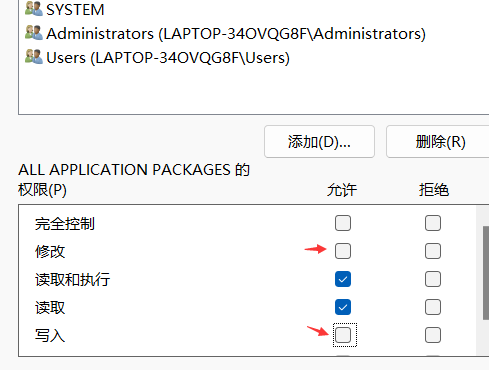 SYSTEM
Administrators (LAPTOP-34OVQG8F\Administrators)
Users (LAPTOP-34OVQG8F\Users)
添加(D)... 删除(R)
ALL APPLICATION PACKAGES 的
权限(P) 允许 拒绝
完全控制
修改
读取和执行
读取
写入